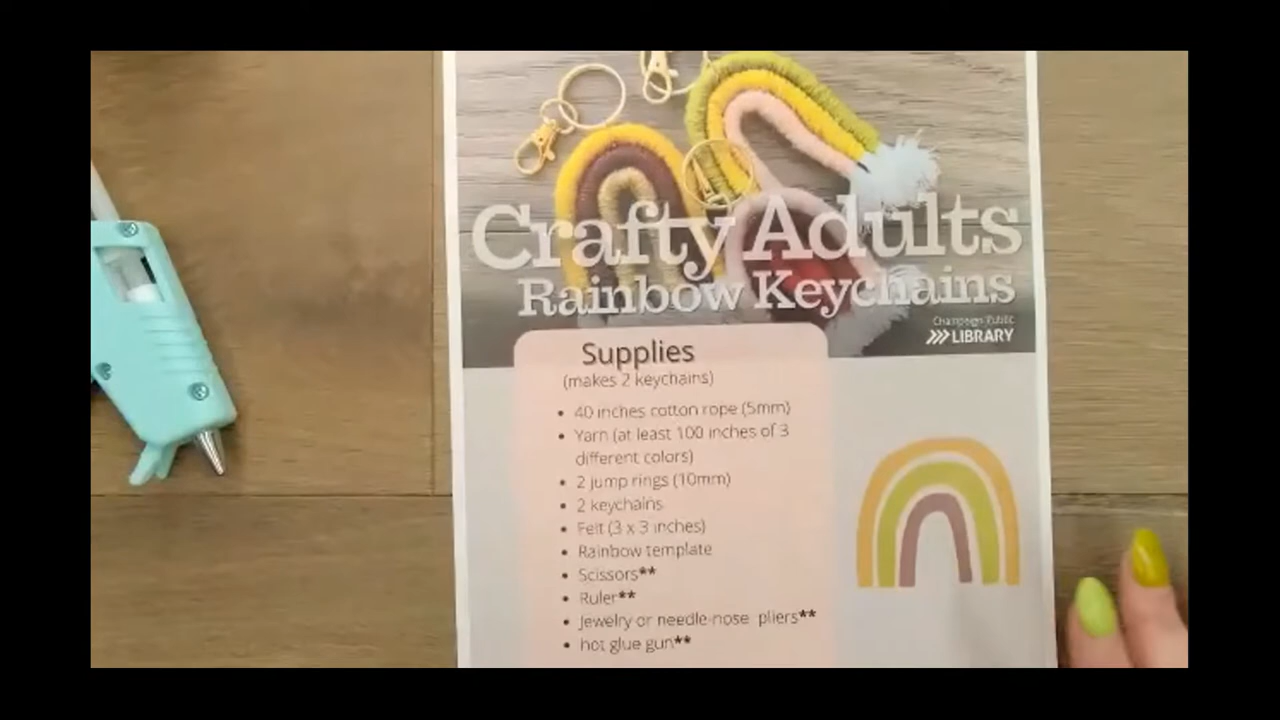 Crafty Adults
Rainbow Keychains
Champaign Public
LIBRARY
Supplies
(makes 2 keychains)
• 40 inches cotton rope (5mm)
• Yarn (at least 100 inches of 3
different colors)
• 2 jump rings (10mm)
• 2 keychains
• Felt (3 x 3 inches)
• Rainbow template
• Scissors**
• Ruler**
• Jewelry or needle-nose pliers**
• hot glue gun**